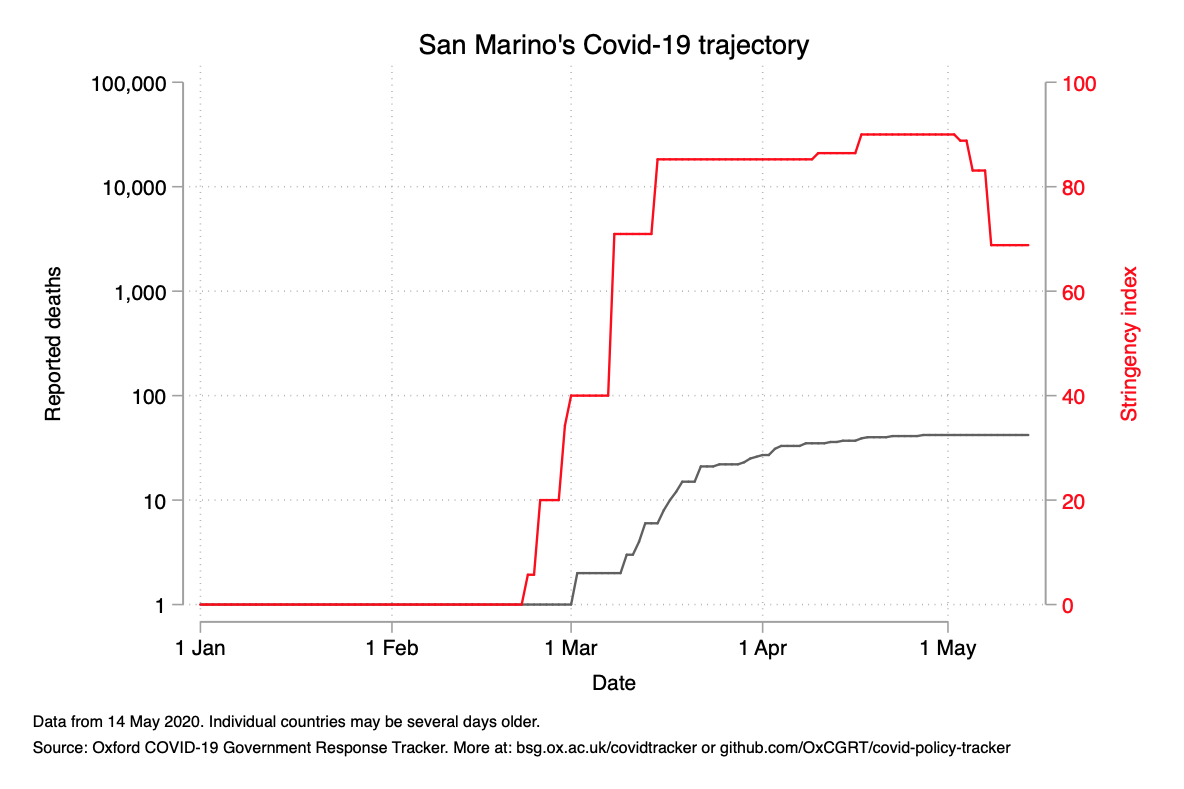 San Marino's Covid-19 trajectory
100,000
10,000
1,000
100
10
1
Reported deaths
100
80
60
40
20
0
Stringency index
1 Jan
1 Feb
1 Mar
1 Apr
1 May
Date
Data from 14 May 2020. Individual countries may be several days older.
Source: Oxford COVID-19 Government Response Tracker. More at: bsg.ox.ac.uk/covidtracker or github.com/OxCGRT/covid-policy-tracker